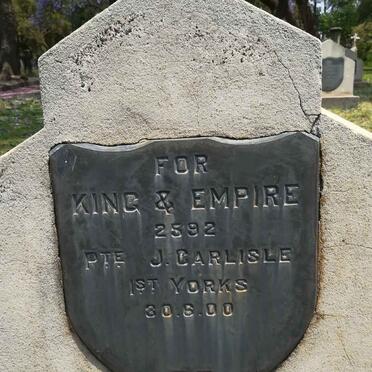 FOR
KING & EMPIRE
2592
PTE J. CARLISLE
1ST YORKS
30.6.00